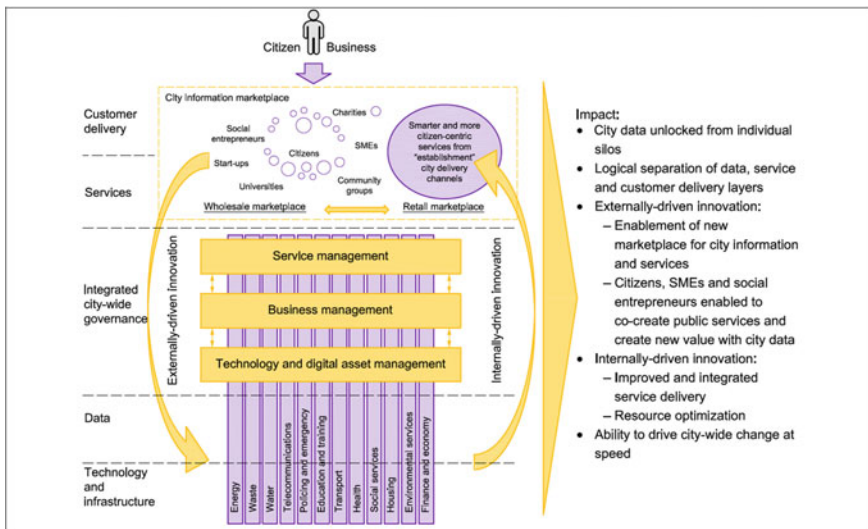 Citizen Business
City information marketplace
Customer
delivery
Services
Charities
Social
entrepreneurs
SMEs
Citizens
Start-ups
Universities
Community
groups
Smarter and more
citizen-centric
services from
"establishment"
city delivery
channels
Wholesale marketplace
Retail marketplace
Integrated
city-wide
governance
Externally-driven innovation
Service management
Business management
Technology and digital asset management
Internally-driven innovation
Data
Technology
and
infrastructure
Energy
Waste
Water
Telecommunications
Policing and emergency
Education and training
Transport
Health
Social services
Housing
Environmental services
Finance and economy
Impact:
• City data unlocked from individual
silos
• Logical separation of data, service
and customer delivery layers
• Externally-driven innovation:
– Enablement of new
marketplace for city information
and services
– Citizens, SMEs and social
entrepreneurs enabled to
co-create public services and
create new value with city data
• Internally-driven innovation:
– Improved and integrated
service delivery
– Resource optimization
• Ability to drive city-wide change at
speed